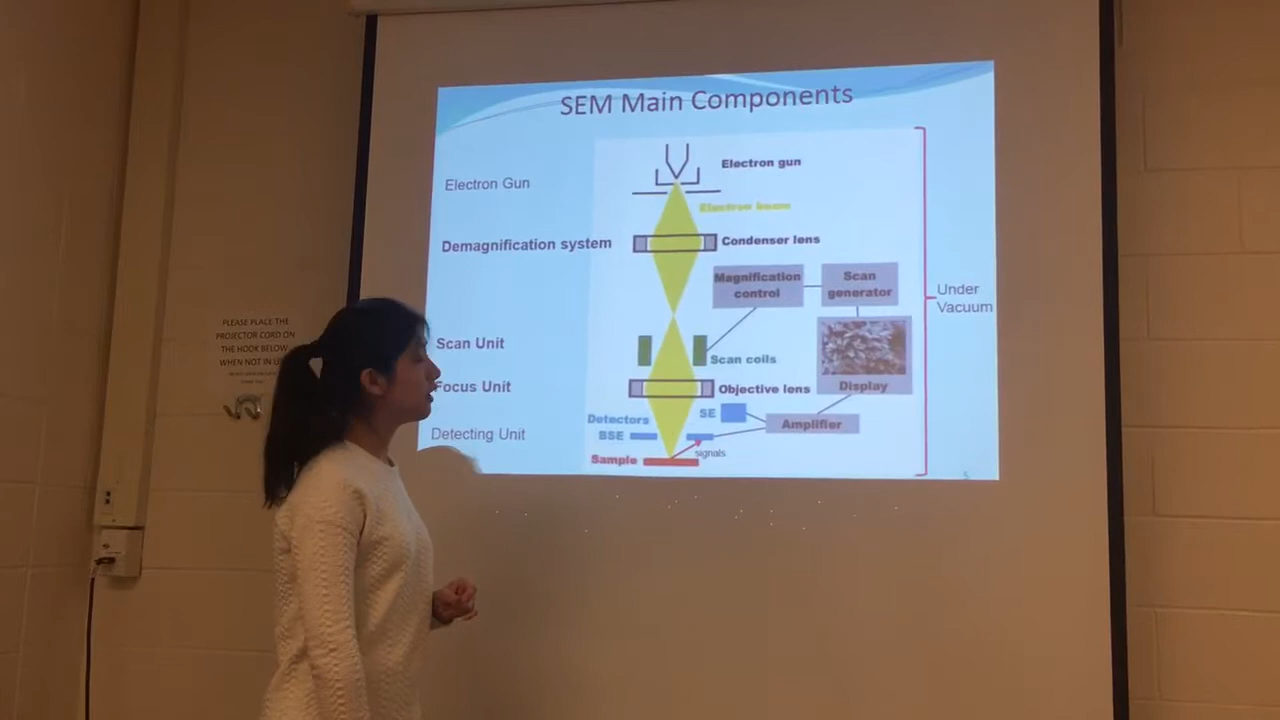 SEM Main Components
Electron Gun
Electron gun
Electron beam
Demagnification system
Condenser lens
Magnification
control
Scan
generator
Under
Vacuum
Scan Unit
Scan coils
Focus Unit
Objective lens
Display
Detectors
SE
Amplifier
Detecting Unit
BSE
signals
Sample
5
PLEASE PLACE THE
PROJECTOR CORD ON
THE HOOK BELOW
WHEN NOT IN